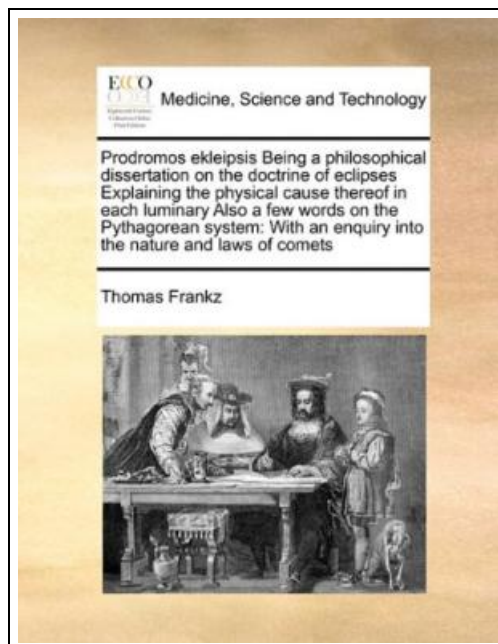 ECCO
Medicine, Science and Technology
Prodromos ekleipsis Being a philosophical
dissertation on the doctrine of eclipses
Explaining the physical cause thereof in
each luminary Also a few words on the
Pythagorean system: With an enquiry into
the nature and laws of comets
Thomas Frankz